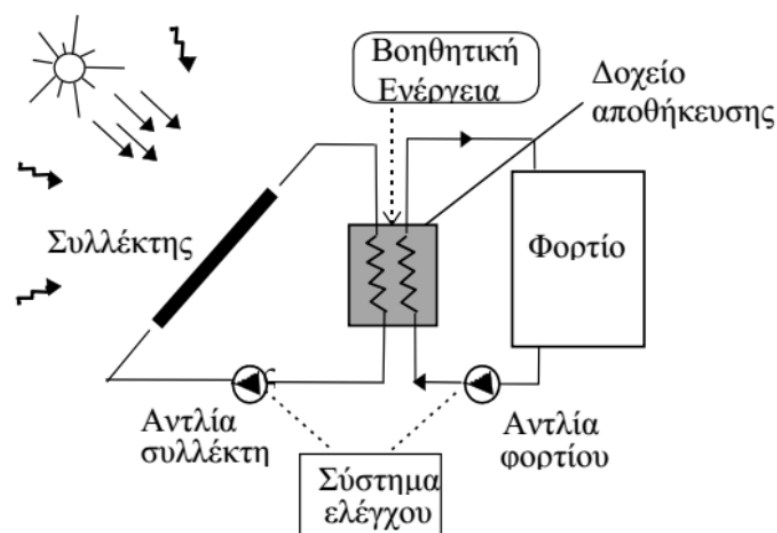 Βοηθητική
Ενέργεια
Δοχείο
αποθήκευσης
Συλλέκτης
Φορτίο
Αντλία
συλλέκτη
Αντλία
φορτίου
Σύστημα
ελέγχου